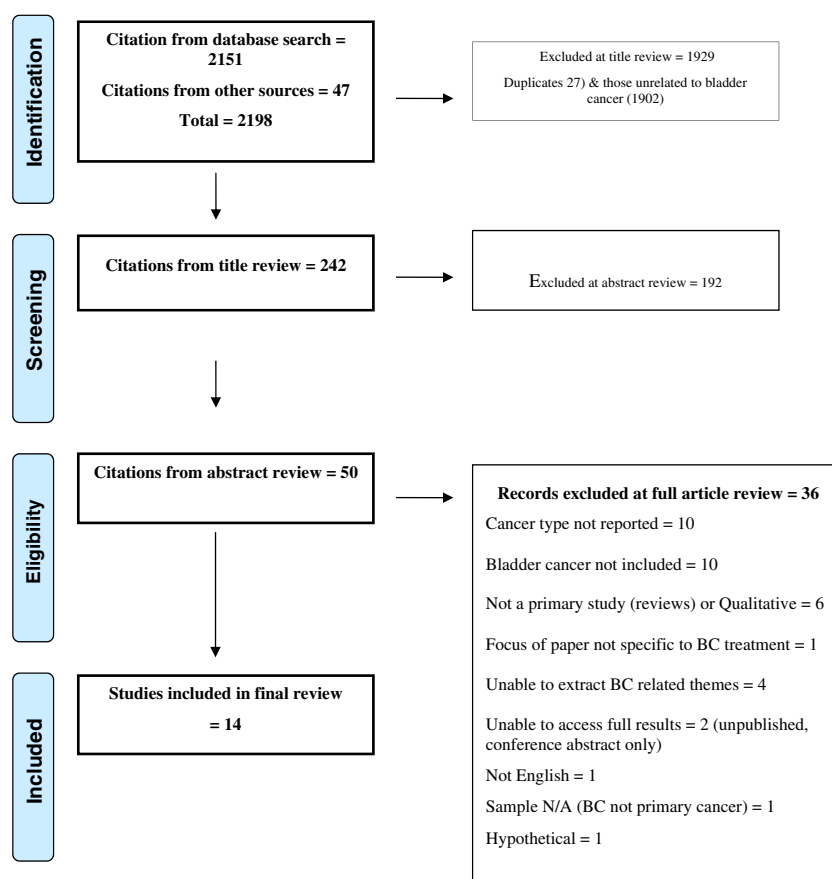 Identification
Citation from database search =
2151
Citations from other sources = 47
Total = 2198
Excluded at title review = 1929
Duplicates 27) & those unrelated to bladder
cancer (1902)
Screening
Citations from title review = 242
Excluded at abstract review = 192
Eligibility
Citations from abstract review = 50
Records excluded at full article review = 36
Cancer type not reported = 10
Bladder cancer not included = 10
Not a primary study (reviews) or Qualitative = 6
Focus of paper not specific to BC treatment = 1
Unable to extract BC related themes = 4
Unable to access full results = 2 (unpublished,
conference abstract only)
Not English = 1
Sample N/A (BC not primary cancer) = 1
Hypothetical = 1
Included
Studies included in final review
= 14